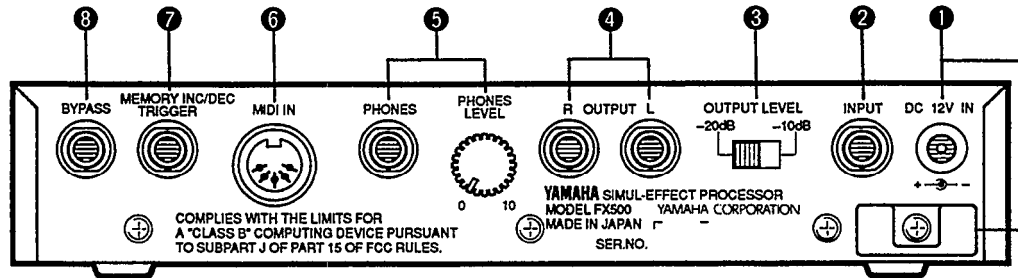 8 7 6 5 4 3 2 1
BYPASS
MEMORY INC/DEC
TRIGGER
MIDI IN
PHONES
PHONES
LEVEL
0 10
R OUTPUT L
OUTPUT LEVEL
-20dB -10dB
INPUT
DC 12V IN
+ -
COMPLIES WITH THE LIMITS FOR
A "CLASS B" COMPUTING DEVICE PURSUANT
TO SUBPART J OF PART 15 OF FCC RULES.
YAMAHA SIMUL-EFFECT PROCESSOR
MODEL FX500 YAMAHA CORPORATION
MADE IN JAPAN
SER.NO.